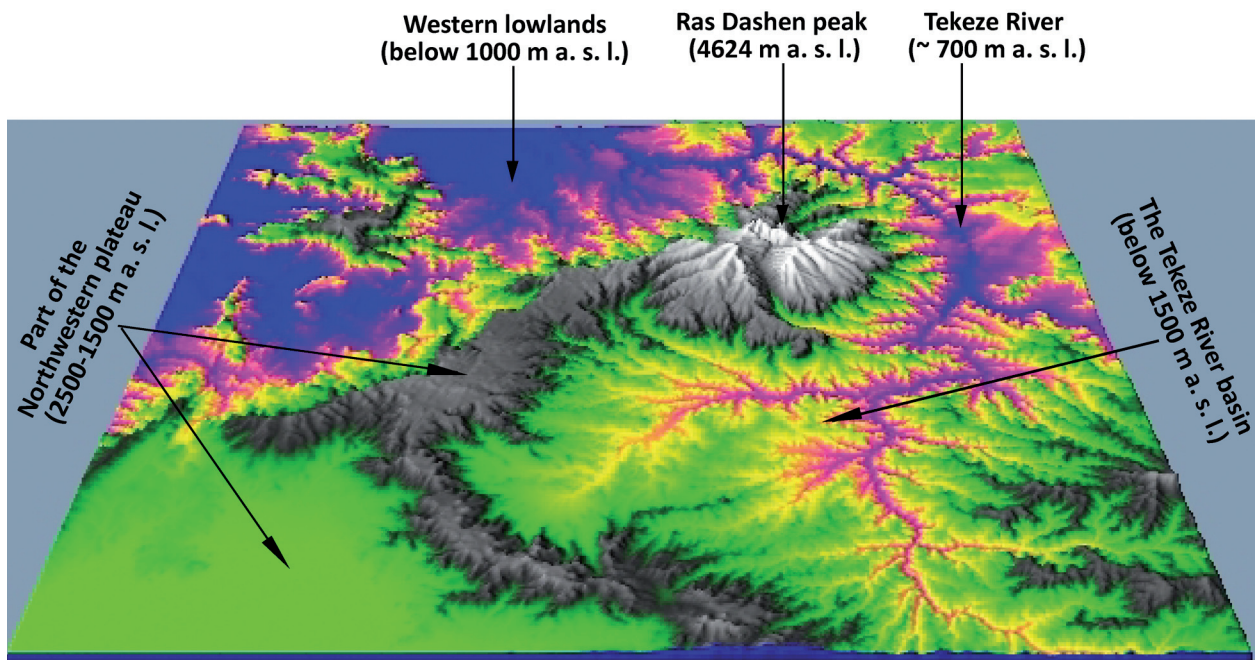 Western lowlands
(below 1000 m a. s. l.)
Ras Dashen peak
(4624 m a. s. l.)
Tekeze River
(~ 700 m a. s. l.)
Part of the
Northwestern plateau
(2500-1500 m a. s. l.)
The Tekeze River basin
(below 1500 m a. s. l.)